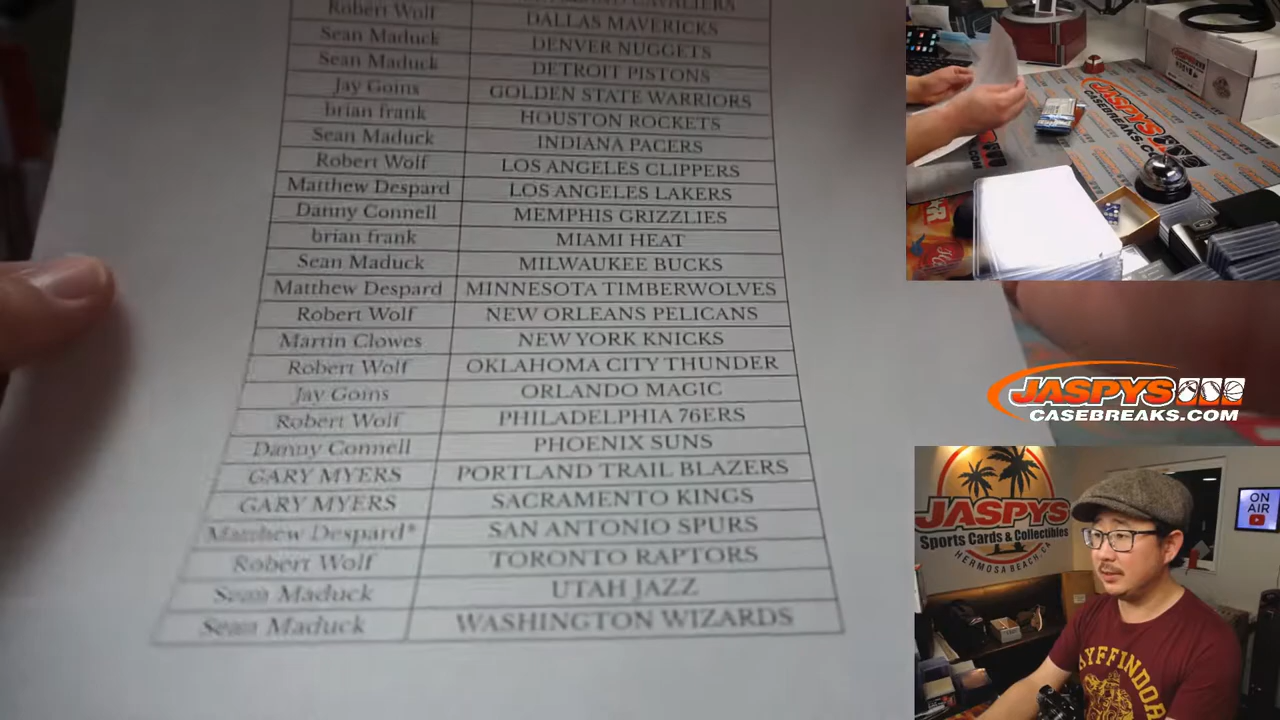 CAVALIERS
Robert Wolf DALLAS MAVERICKS
Sean Maduck DENVER NUGGETS
Sean Maduck DETROIT PISTONS
Jay Goins GOLDEN STATE WARRIORS
brian frank HOUSTON ROCKETS
Sean Maduck INDIANA PACERS
Robert Wolf LOS ANGELES CLIPPERS
Matthew Despard LOS ANGELES LAKERS
Danny Connell MEMPHIS GRIZZLIES
brian frank MIAMI HEAT
Sean Maduck MILWAUKEE BUCKS
Matthew Despard MINNESOTA TIMBERWOLVES
Robert Wolf NEW ORLEANS PELICANS
Martin Clowes NEW YORK KNICKS
Robert Wolf OKLAHOMA CITY THUNDER
Jay Goins ORLANDO MAGIC
Robert Wolf PHILADELPHIA 76ERS
Danny Connell PHOENIX SUNS
GARY MYERS PORTLAND TRAIL BLAZERS
GARY MYERS SACRAMENTO KINGS
Matthew Despard* SAN ANTONIO SPURS
Robert Wolf TORONTO RAPTORS
Sean Maduck UTAH JAZZ
Sean Maduck WASHINGTON WIZARDS
JASPYS
CASEBREAKS.COM
JASPYS
CASEBREAKS.COM
JASPYS
Sports Cards & Collectibles
HERMOSA BEACH, CA
ON
AIR
GRYFFINDOR